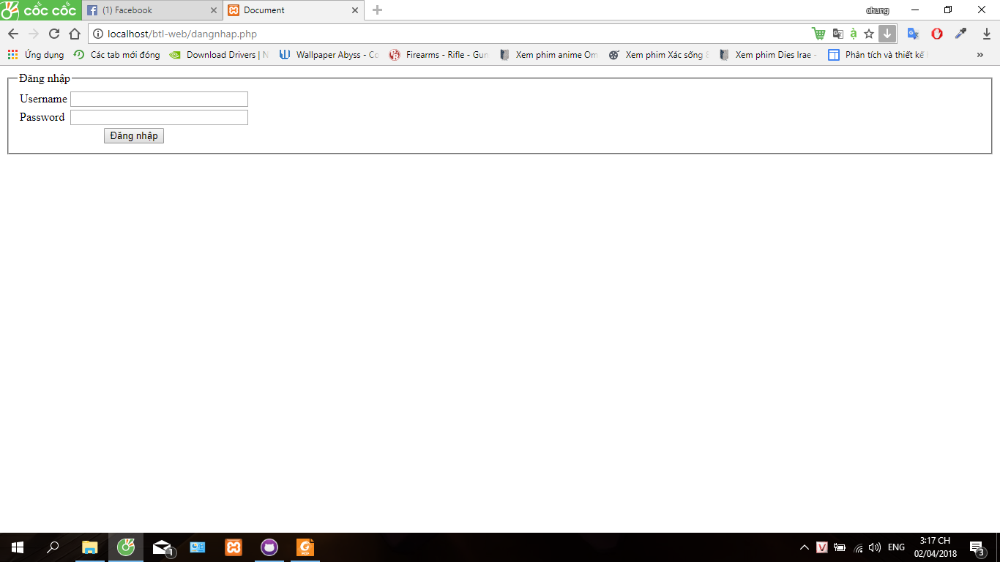 cốc cốc (1) Facebook Document chung
localhost/btl-web/dangnhap.php
Ứng dụng Các tab mới đóng Download Drivers | N Wallpaper Abyss - Co Firearms - Rifle - Gun Xem phim anime Om Xem phim Xác sống Xem phim Dies Irae - Phân tích và thiết kế »
Đăng nhập
Username
Password
Đăng nhập
ENG 3:17 CH
02/04/2018
1
3